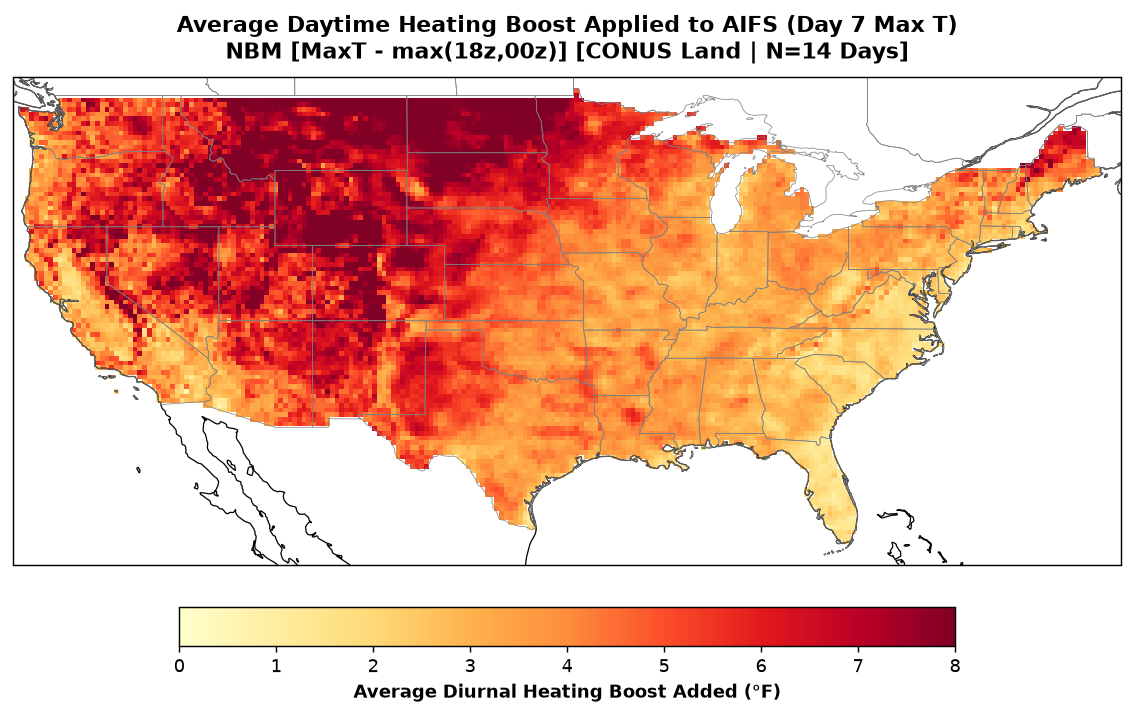 Average Daytime Heating Boost Applied to AIFS (Day 7 Max T)
NBM [MaxT - max(18z,00z)] [CONUS Land | N=14 Days]
0 1 2 3 4 5 6 7 8
Average Diurnal Heating Boost Added (°F)